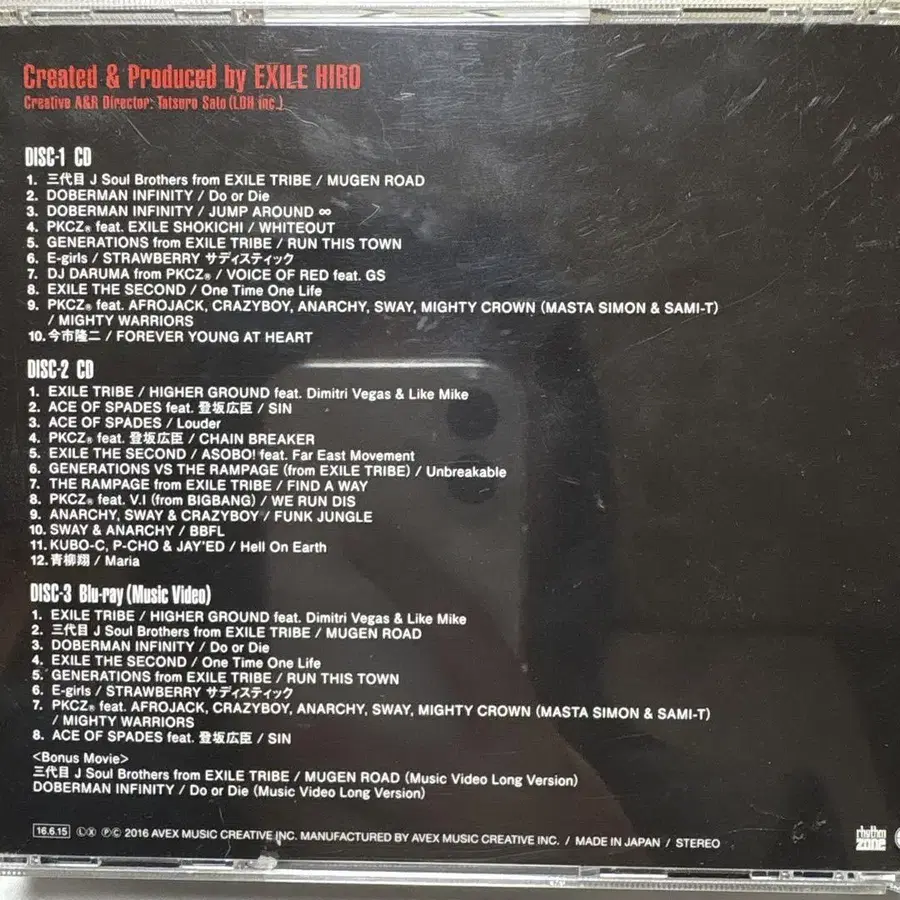 Created & Produced by EXILE HIRO
Creative A&R Director: Tatsuro Sato (LDH inc.)
DISC-1 CD
1. 三代目 J Soul Brothers from EXILE TRIBE / MUGEN ROAD
2. DOBERMAN INFINITY / Do or Die
3. DOBERMAN INFINITY / JUMP AROUND ∞
4. PKCZ® feat. EXILE SHOKICHI / WHITEOUT
5. GENERATIONS from EXILE TRIBE / RUN THIS TOWN
6. E-girls / STRAWBERRY サディスティック
7. DJ DARUMA from PKCZ® / VOICE OF RED feat. GS
8. EXILE THE SECOND / One Time One Life
9. PKCZ® feat. AFROJACK, CRAZYBOY, ANARCHY, SWAY, MIGHTY CROWN (MASTA SIMON & SAMI-T)
/ MIGHTY WARRIORS
10. 今市隆二 / FOREVER YOUNG AT HEART
DISC-2 CD
1. EXILE TRIBE / HIGHER GROUND feat. Dimitri Vegas & Like Mike
2. ACE OF SPADES feat. 登坂広臣 / SIN
3. ACE OF SPADES / Louder
4. PKCZ® feat. 登坂広臣 / CHAIN BREAKER
5. EXILE THE SECOND / ASOBO! feat. Far East Movement
6. GENERATIONS VS THE RAMPAGE (from EXILE TRIBE) / Unbreakable
7. THE RAMPAGE from EXILE TRIBE / FIND A WAY
8. PKCZ® feat. V.I (from BIGBANG) / WE RUN DIS
9. ANARCHY, SWAY & CRAZYBOY / FUNK JUNGLE
10. SWAY & ANARCHY / BBFL
11. KUBO-C, P-CHO & JAY'ED / Hell On Earth
12. 青柳翔 / Maria
DISC-3 Blu-ray (Music Video)
1. EXILE TRIBE / HIGHER GROUND feat. Dimitri Vegas & Like Mike
2. 三代目 J Soul Brothers from EXILE TRIBE / MUGEN ROAD
3. DOBERMAN INFINITY / Do or Die
4. EXILE THE SECOND / One Time One Life
5. GENERATIONS from EXILE TRIBE / RUN THIS TOWN
6. E-girls / STRAWBERRY サディスティック
7. PKCZ® feat. AFROJACK, CRAZYBOY, ANARCHY, SWAY, MIGHTY CROWN (MASTA SIMON & SAMI-T)
/ MIGHTY WARRIORS
8. ACE OF SPADES feat. 登坂広臣 / SIN
<Bonus Movie>
三代目 J Soul Brothers from EXILE TRIBE / MUGEN ROAD (Music Video Long Version)
DOBERMAN INFINITY / Do or Die (Music Video Long Version)
16.6.15 Ⓛ Ⓧ Ⓟ© 2016 AVEX MUSIC CREATIVE INC. MANUFACTURED BY AVEX MUSIC CREATIVE INC. / MADE IN JAPAN / STEREO
rhythm
zone